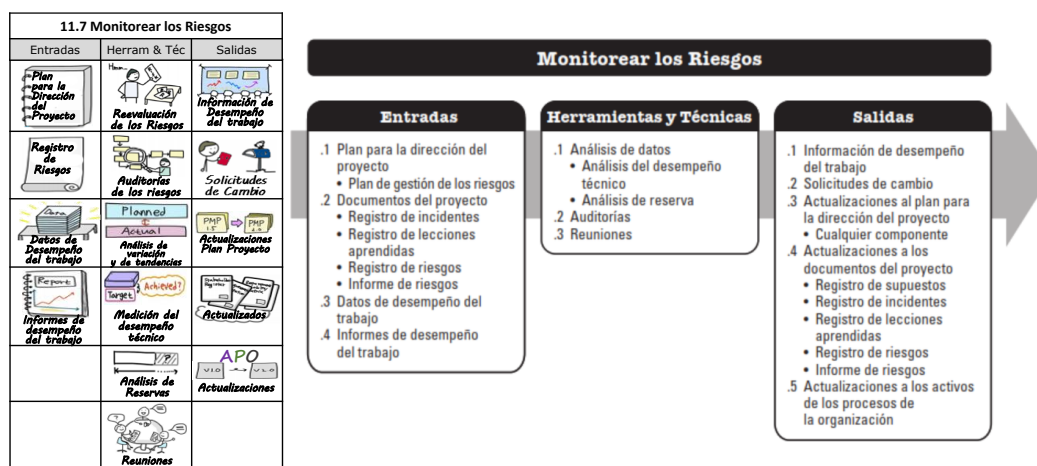 11.7 Monitorear los Riesgos
Entradas
Herram & Téc
Salidas
Plan
para la
Dirección
del
Proyecto
Hmm
Reevaluación
de los Riesgos
Información de
Desempeño
del trabajo
Registro
de
Riesgos
Auditorías
de los riesgos
Solicitudes
de Cambio
Data
Datos de
Desempeño
del trabajo
Planned
Actual
Análisis de
variación
y de tendencias
PMP
1.5
PMP
Actualizaciones
Plan Proyecto
Report
Informes de
desempeño
del trabajo
Target
Achieved?
Medición del
desempeño
técnico
Actualizados
?
Análisis de
Reservas
APO
V1.0
V2.0
Actualizaciones
Reuniones
Monitorear los Riesgos
Entradas
.1 Plan para la dirección del
proyecto
• Plan de gestión de los riesgos
.2 Documentos del proyecto
• Registro de incidentes
• Registro de lecciones
aprendidas
• Registro de riesgos
• Informe de riesgos
.3 Datos de desempeño del
trabajo
.4 Informes de desempeño
del trabajo
Herramientas y Técnicas
.1 Análisis de datos
• Análisis del desempeño
técnico
• Análisis de reserva
.2 Auditorías
.3 Reuniones
Salidas
.1 Información de desempeño
del trabajo
.2 Solicitudes de cambio
.3 Actualizaciones al plan para
la dirección del proyecto
• Cualquier componente
.4 Actualizaciones a los
documentos del proyecto
• Registro de supuestos
• Registro de incidentes
• Registro de lecciones
aprendidas
• Registro de riesgos
• Informe de riesgos
.5 Actualizaciones a los activos
de los procesos de
la organización